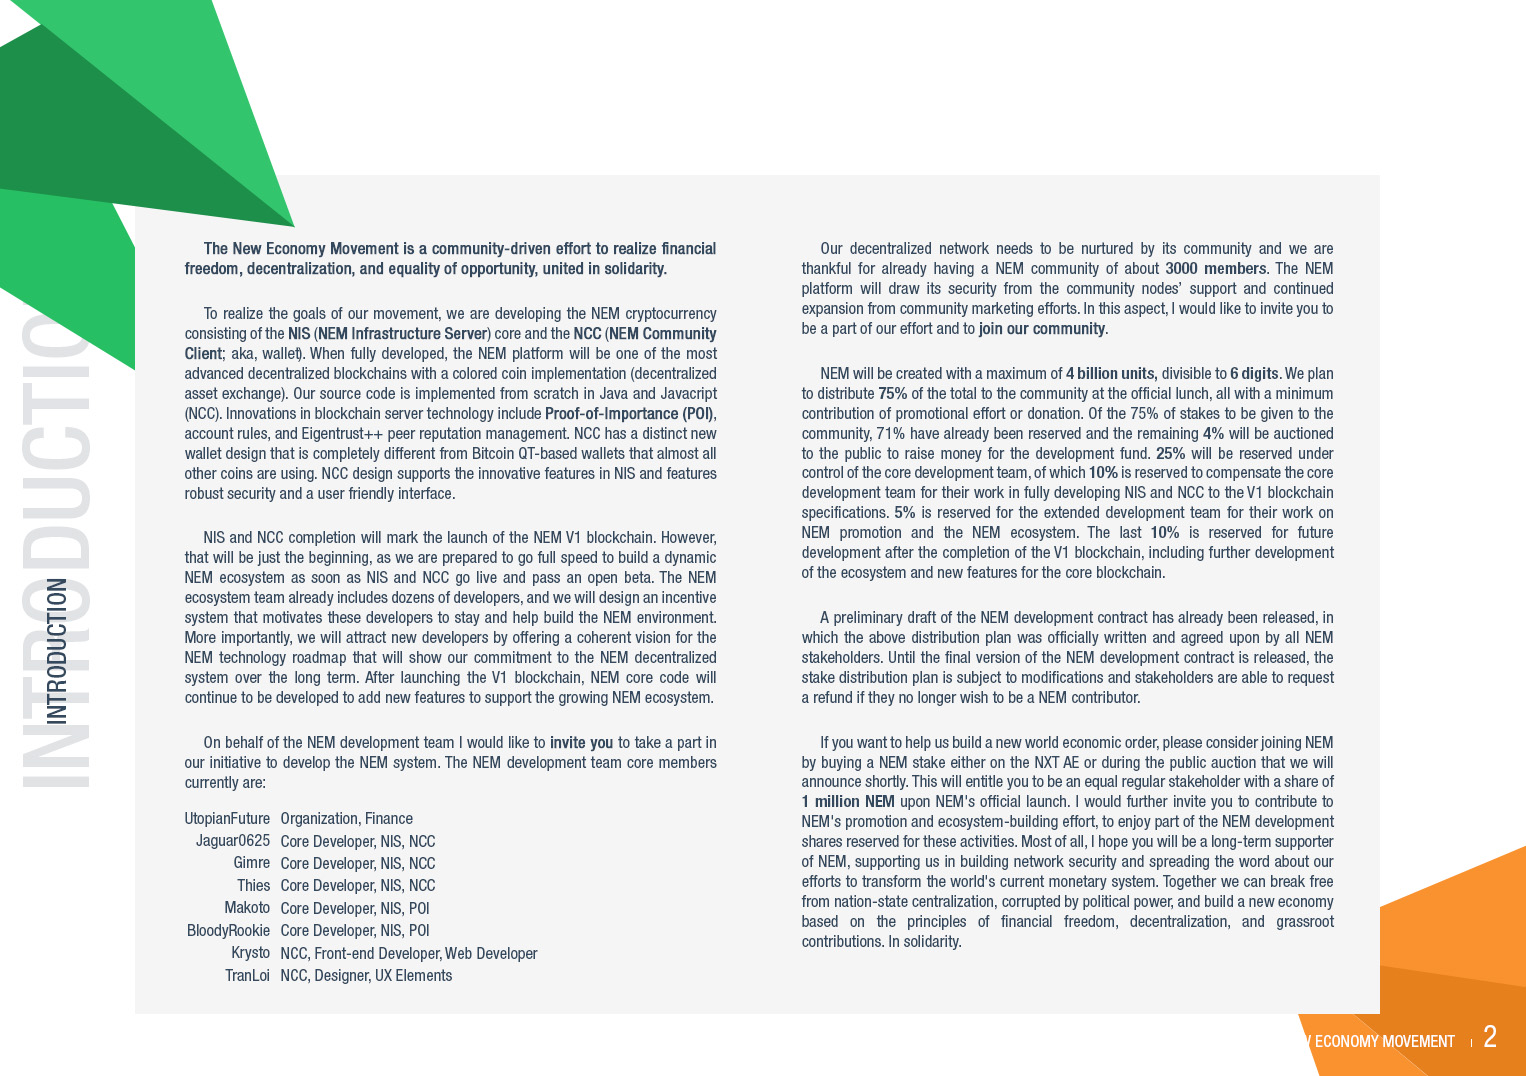 The New Economy Movement is a community-driven effort to realize financial
freedom, decentralization, and equality of opportunity, united in solidarity.
To realize the goals of our movement, we are developing the NEM cryptocurrency
consisting of the NIS (NEM Infrastructure Server) core and the NCC (NEM Community
Client; aka, wallet). When fully developed, the NEM platform will be one of the most
advanced decentralized blockchains with a colored coin implementation (decentralized
asset exchange). Our source code is implemented from scratch in Java and Javacript
(NCC). Innovations in blockchain server technology include Proof-of-Importance (POI),
account rules, and Eigentrust++ peer reputation management. NCC has a distinct new
wallet design that is completely different from Bitcoin QT-based wallets that almost all
other coins are using. NCC design supports the innovative features in NIS and features
robust security and a user friendly interface.
NIS and NCC completion will mark the launch of the NEM V1 blockchain. However,
that will be just the beginning, as we are prepared to go full speed to build a dynamic
NEM ecosystem as soon as NIS and NCC go live and pass an open beta. The NEM
ecosystem team already includes dozens of developers, and we will design an incentive
system that motivates these developers to stay and help build the NEM environment.
More importantly, we will attract new developers by offering a coherent vision for the
NEM technology roadmap that will show our commitment to the NEM decentralized
system over the long term. After launching the V1 blockchain, NEM core code will
continue to be developed to add new features to support the growing NEM ecosystem.
On behalf of the NEM development team I would like to invite you to take a part in
our initiative to develop the NEM system. The NEM development team core members
currently are:
UtopianFuture Organization, Finance
Jaguar0625 Core Developer, NIS, NCC
Gimre Core Developer, NIS, NCC
Thies Core Developer, NIS, NCC
Makoto Core Developer, NIS, POI
BloodyRookie Core Developer, NIS, POI
Krysto NCC, Front-end Developer, Web Developer
TranLoi NCC, Designer, UX Elements
Our decentralized network needs to be nurtured by its community and we are
thankful for already having a NEM community of about 3000 members. The NEM
platform will draw its security from the community nodes’ support and continued
expansion from community marketing efforts. In this aspect, I would like to invite you to
be a part of our effort and to join our community.
NEM will be created with a maximum of 4 billion units, divisible to 6 digits. We plan
to distribute 75% of the total to the community at the official lunch, all with a minimum
contribution of promotional effort or donation. Of the 75% of stakes to be given to the
community, 71% have already been reserved and the remaining 4% will be auctioned
to the public to raise money for the development fund. 25% will be reserved under
control of the core development team, of which 10% is reserved to compensate the core
development team for their work in fully developing NIS and NCC to the V1 blockchain
specifications. 5% is reserved for the extended development team for their work on
NEM promotion and the NEM ecosystem. The last 10% is reserved for future
development after the completion of the V1 blockchain, including further development
of the ecosystem and new features for the core blockchain.
A preliminary draft of the NEM development contract has already been released, in
which the above distribution plan was officially written and agreed upon by all NEM
stakeholders. Until the final version of the NEM development contract is released, the
stake distribution plan is subject to modifications and stakeholders are able to request
a refund if they no longer wish to be a NEM contributor.
If you want to help us build a new world economic order, please consider joining NEM
by buying a NEM stake either on the NXT AE or during the public auction that we will
announce shortly. This will entitle you to be an equal regular stakeholder with a share of
1 million NEM upon NEM's official launch. I would further invite you to contribute to
NEM's promotion and ecosystem-building effort, to enjoy part of the NEM development
shares reserved for these activities. Most of all, I hope you will be a long-term supporter
of NEM, supporting us in building network security and spreading the word about our
efforts to transform the world's current monetary system. Together we can break free
from nation-state centralization, corrupted by political power, and build a new economy
based on the principles of financial freedom, decentralization, and grassroot
contributions. In solidarity.
INTRODUCTIO
INTRODUCTION
ECONOMY MOVEMENT | 2